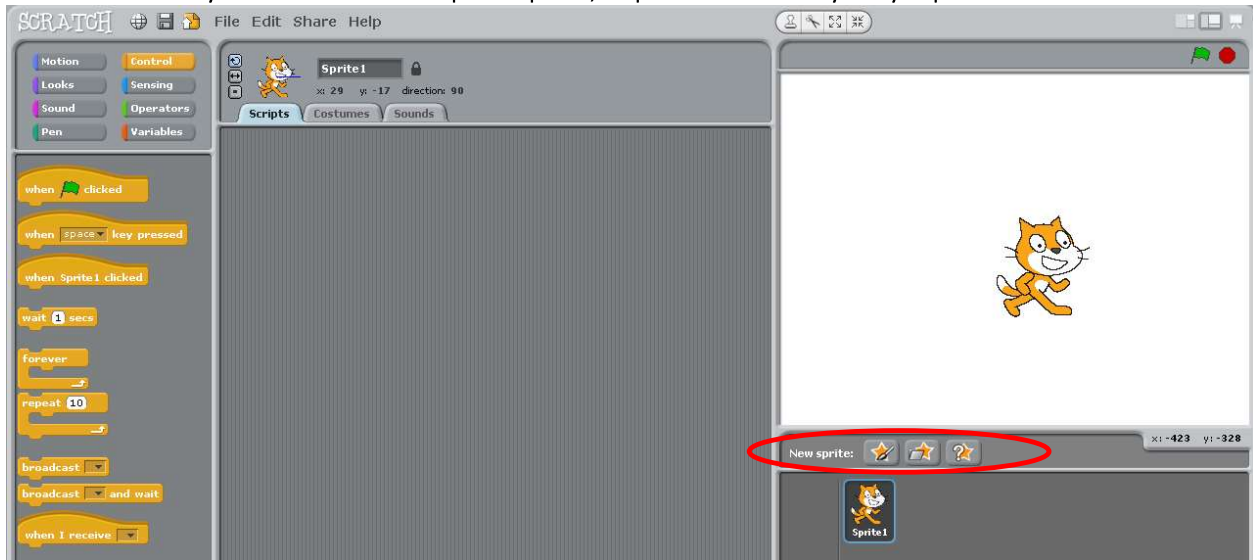 SCRATCH File Edit Share Help
Motion Control
Looks Sensing
Sound Operators
Pen Variables
Sprite1
x: 29 y: -17 direction: 90
Scripts Costumes Sounds
when clicked
when space key pressed
when Sprite1 clicked
wait 1 secs
forever
repeat 10
broadcast
broadcast and wait
when I receive
x: -423 y: -328
New sprite:
Sprite1